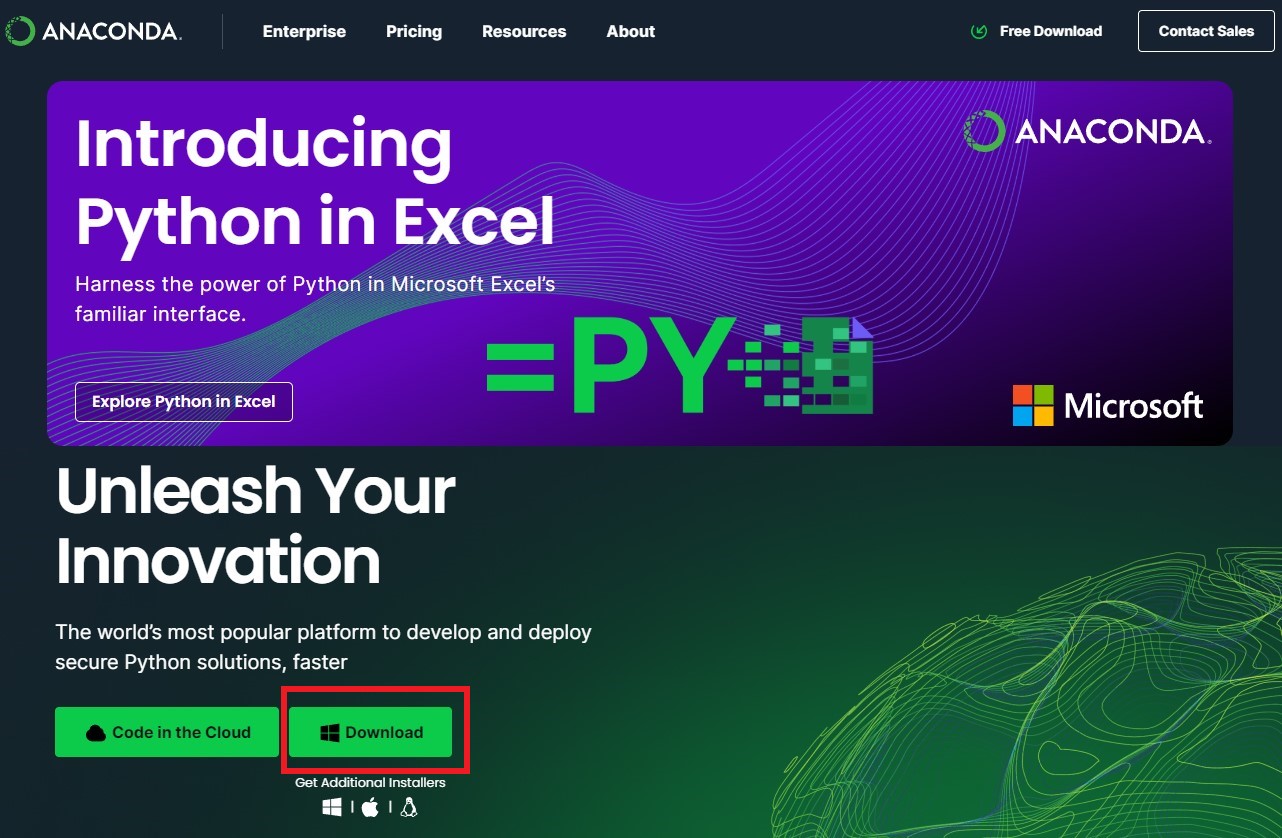 ANACONDA.
Enterprise
Pricing
Resources
About
Free Download
Contact Sales
Introducing
Python in Excel
ANACONDA.
Harness the power of Python in Microsoft Excel's
familiar interface.
=PY
Explore Python in Excel
Microsoft
Unleash Your
Innovation
The world's most popular platform to develop and deploy
secure Python solutions, faster
Code in the Cloud
Download
Get Additional Installers